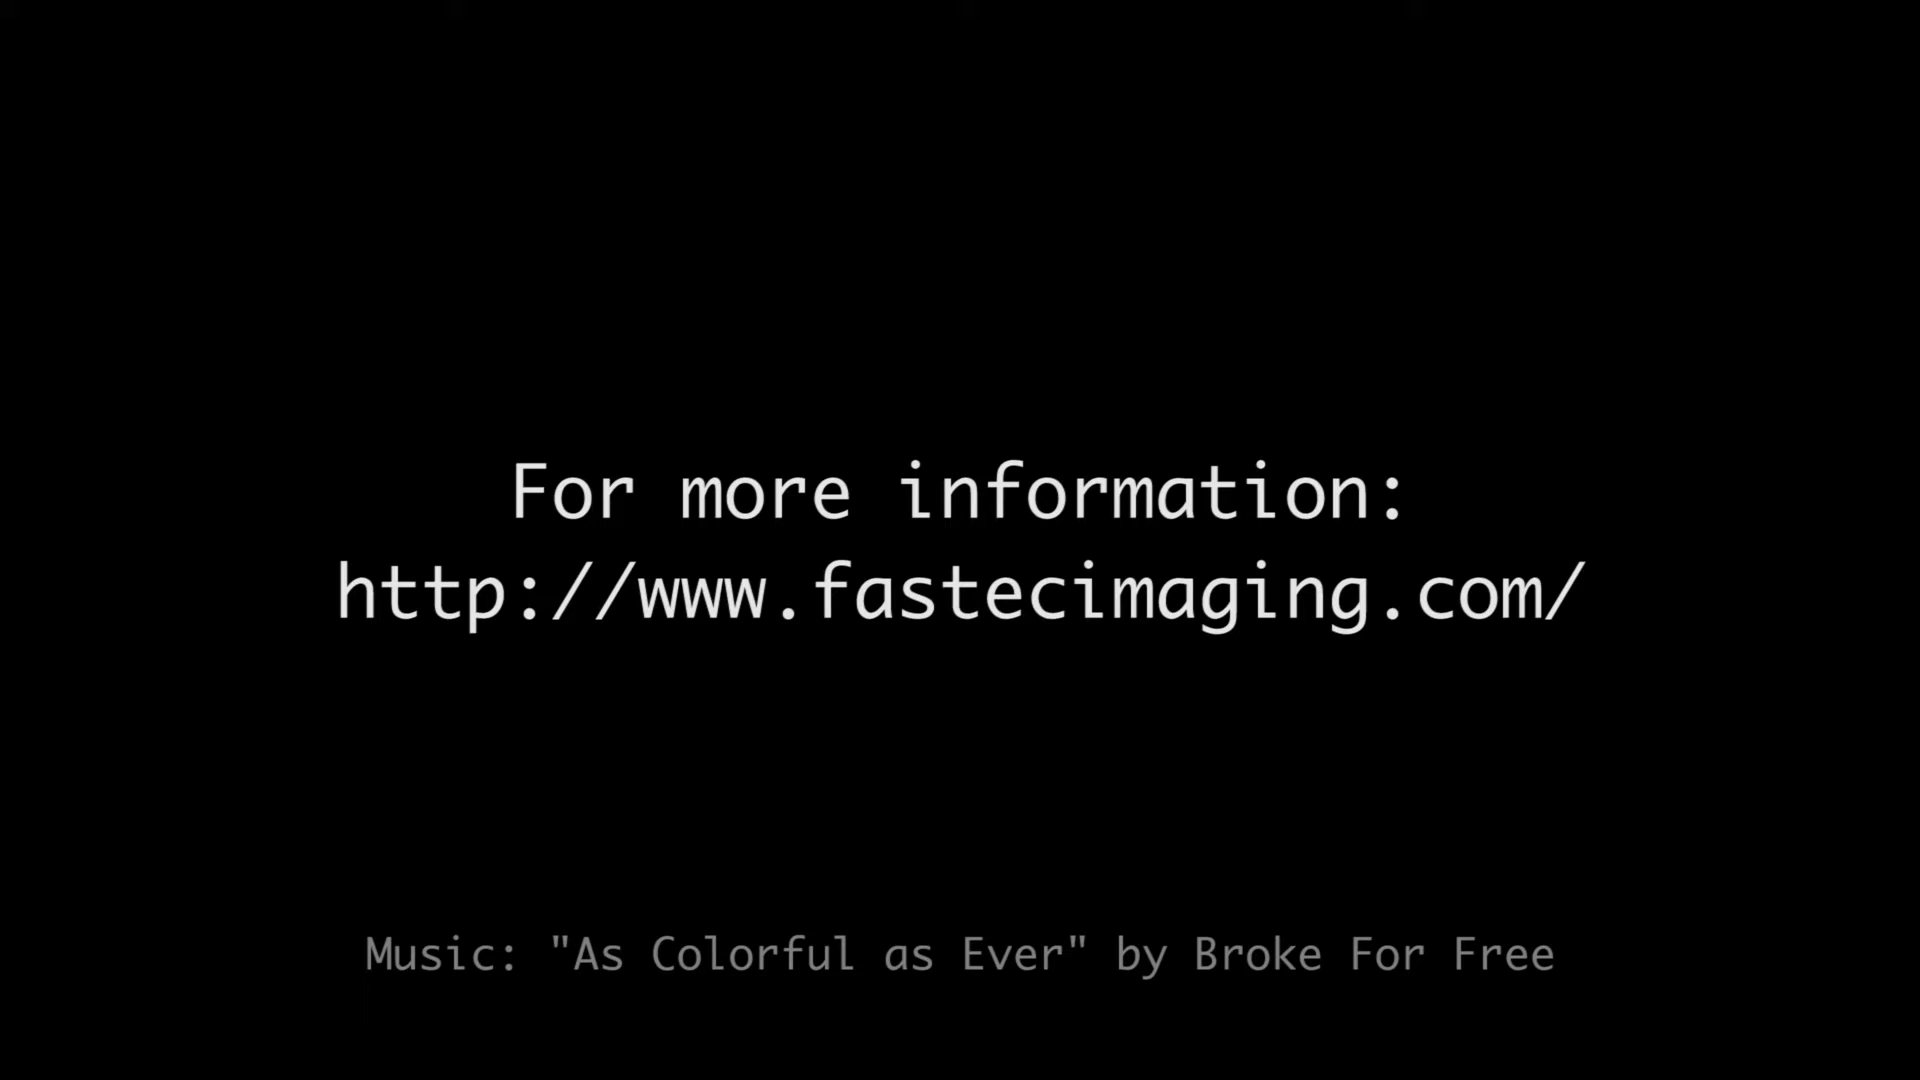 For more information:
http://www.fastecimaging.com/
Music: "As Colorful as Ever" by Broke For Free